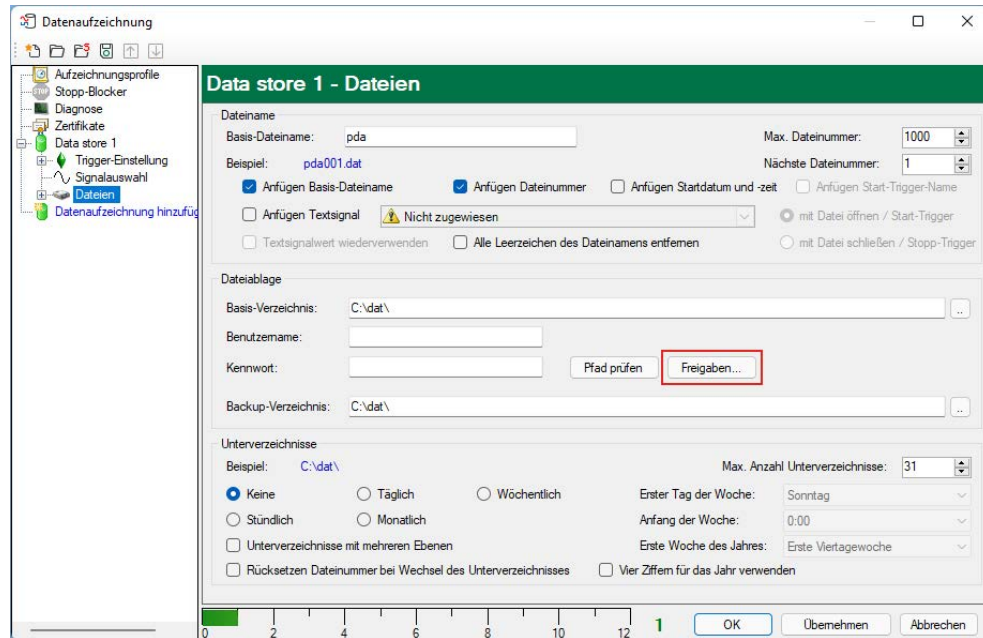 Datenaufzeichnung
Aufzeichnungsprofile
STOP Stopp-Blocker
Diagnose
Zertifikate
Data store 1
Trigger-Einstellung
Signalauswahl
Dateien
Datenaufzeichnung hinzufüg
Data store 1 - Dateien
Dateiname
Basis-Dateiname: pda Max. Dateinummer: 1000
Beispiel: pda001.dat Nächste Dateinummer: 1
Anfügen Basis-Dateiname Anfügen Dateinummer Anfügen Startdatum und -zeit Anfügen Start-Trigger-Name
Anfügen Textsignal Nicht zugewiesen mit Datei öffnen / Start-Trigger
Textsignalwert wiederverwenden Alle Leerzeichen des Dateinamens entfernen mit Datei schließen / Stopp-Trigger
Dateiablage
Basis-Verzeichnis: C:\dat\ ..
Benutzername:
Kennwort: Pfad prüfen Freigaben...
Backup-Verzeichnis: C:\dat\ ..
Unterverzeichnisse
Beispiel: C:\dat\ Max. Anzahl Unterverzeichnisse: 31
Keine Täglich Wöchentlich Erster Tag der Woche: Sonntag
Stündlich Monatlich Anfang der Woche: 0:00
Unterverzeichnisse mit mehreren Ebenen Erste Woche des Jahres: Erste Viertagewoche
Rücksetzen Dateinummer bei Wechsel des Unterverzeichnisses Vier Ziffern für das Jahr verwenden
0 2 4 6 8 10 12 1 OK Übernehmen Abbrechen